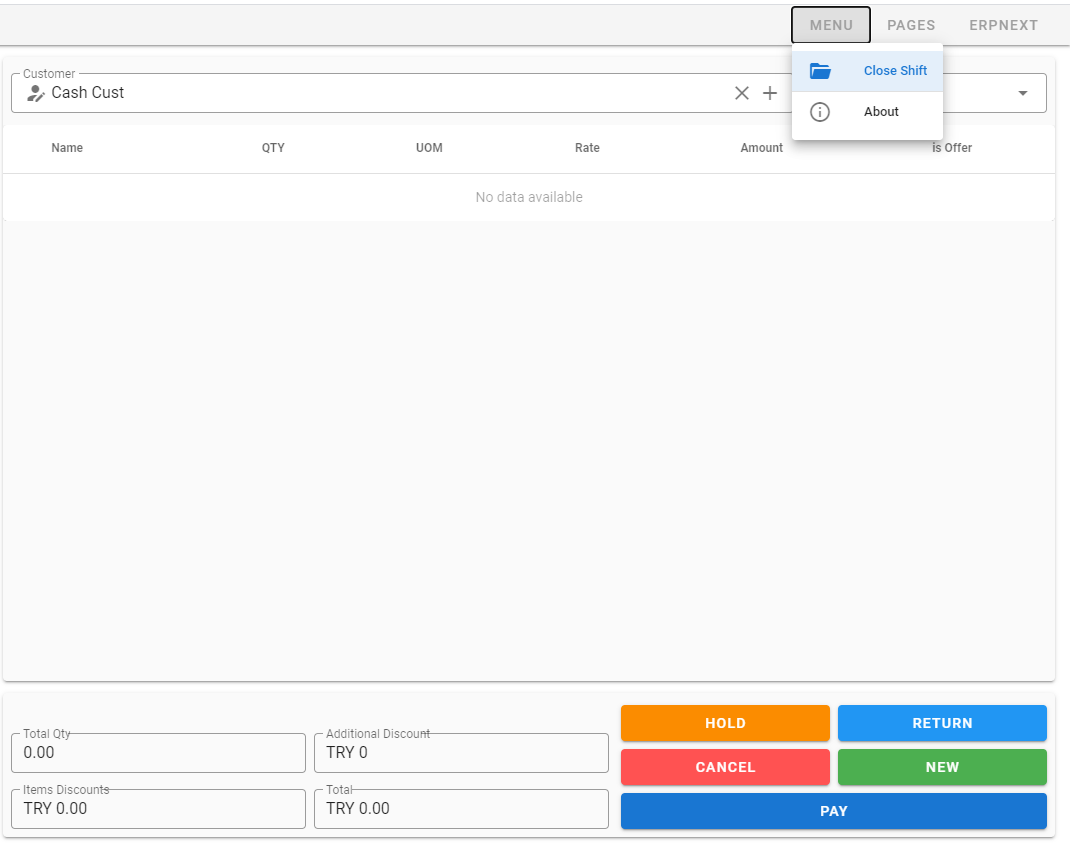 MENU PAGES ERPNEXT
Close Shift
About
Customer
Cash Cust
Name QTY UOM Rate Amount is Offer
No data available
HOLD RETURN
Total Qty Additional Discount
0.00 TRY 0
CANCEL NEW
Items Discounts Total
TRY 0.00 TRY 0.00
PAY